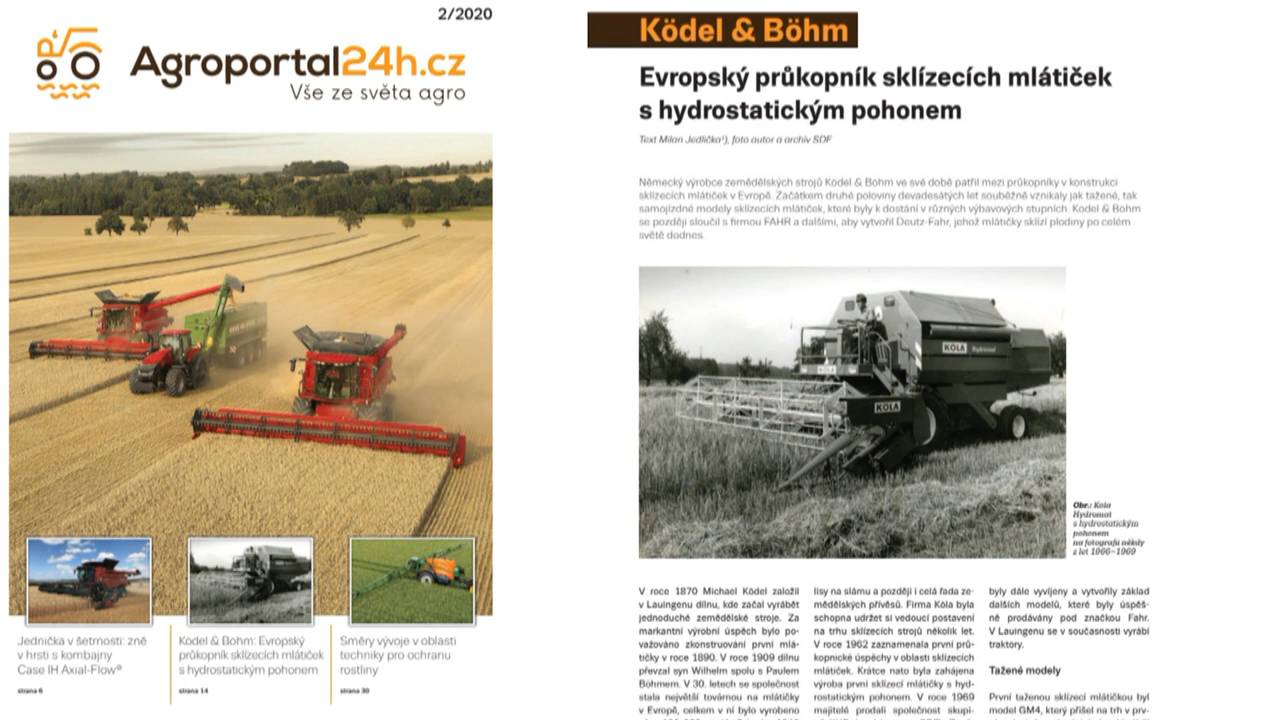 2/2020
Agroportal24h.cz
Vše ze světa agro
Jednička v šetrnosti: zně
v hrsti s kombajny
Case IH Axial-Flow®
strana 6
Ködel & Böhm: Evropský
průkopník sklízecích mlátiček
s hydrostatickým pohonem
strana 14
Směry vývoje v oblasti
techniky pro ochranu
rostliny
strana 30
Ködel & Böhm
Evropský průkopník sklízecích mlátiček
s hydrostatickým pohonem
Text Milan Jedlička¹), foto autor a archiv SDF
Německý výrobce zemědělských strojů Ködel & Böhm ve své době patřil mezi průkopníky v konstrukci
sklízecích mlátiček v Evropě. Začátkem druhé poloviny devadesátých let souběžně vznikaly jak tažené, tak
samojízdné modely sklízecích mlátiček, které byly k dostání v různých výbavových stupních. Ködel & Böhm
se později sloučil s firmou FAHR a dalšími, aby vytvořil Deutz-Fahr, jehož mlátičky sklízí plodiny po celém
světě dodnes.
KÖLA Hydromat
KÖLA
KÖLA
Obr.: Kola
Hydromat
s hydrostatickým
pohonem
na fotografii někdy
z let 1966–1969
V roce 1870 Michael Ködel založil
v Lauingenu dílnu, kde začal vyrábět
jednoduché zemědělské stroje. Za
markantní výrobní úspěch bylo po-
važováno zkonstruování první mlá-
tičky v roce 1890. V roce 1909 dílnu
převzal syn Wilhelm spolu s Paulem
Böhmem. V 30. letech se společnost
stala největší továrnou na mlátičky
v Evropě, celkem v ní bylo vyrobeno
lisy na slámu a později i celá řada ze-
mědělských přívěsů. Firma Köla byla
schopna udržet si vedoucí postavení
na trhu sklízecích strojů několik let.
V roce 1962 zaznamenala první prů-
kopnické úspěchy v oblasti sklízecích
mlátiček. Krátce nato byla zahájena
výroba první sklízecí mlátičky s hyd-
rostatickým pohonem. V roce 1969
majitelé prodali společnost skupi-
byly dále vyvíjeny a vytvořily základ
dalších modelů, které byly úspěš-
ně prodávány pod značkou Fahr.
V Lauingenu se v současnosti vyrábí
traktory.
Tažené modely
První taženou sklízecí mlátičkou byl
model GM4, který přišel na trh v prv-